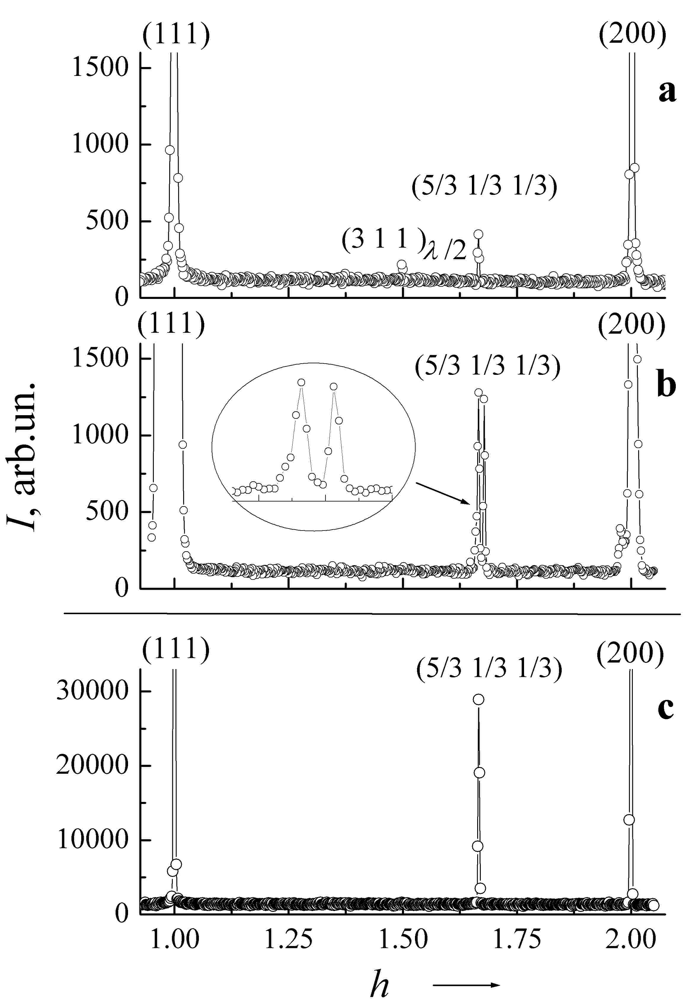 (111) (200)
1500
a
1000
(5/3 1/3 1/3)
500
(3 1 1)λ/2
0
(111) (200)
1500
(5/3 1/3 1/3)
b
1000
I, arb.un.
500
0
(111) (200)
(5/3 1/3 1/3)
30000
c
20000
10000
0
1.00 1.25 1.50 1.75 2.00
h